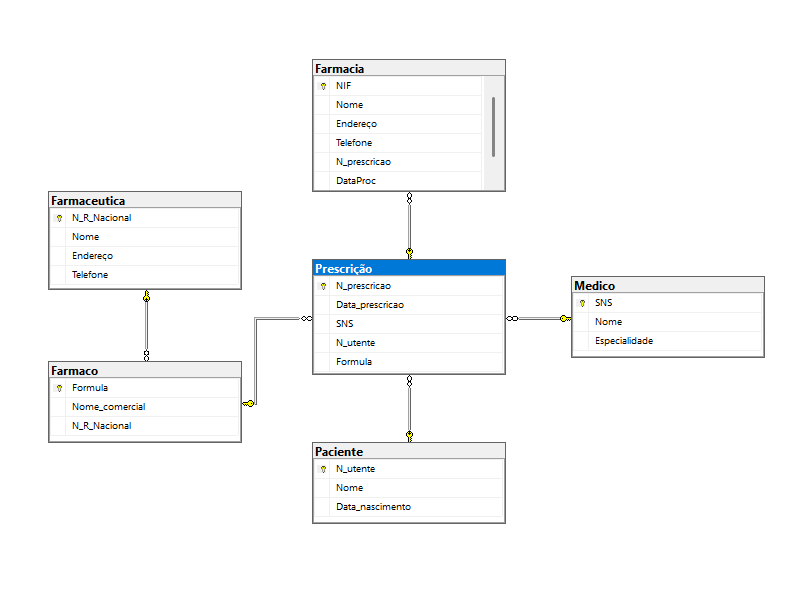 Farmacia
NIF
Nome
Endereço
Telefone
N_prescricao
DataProc
Farmaceutica
N_R_Nacional
Nome
Endereço
Telefone
Prescrição
N_prescricao
Data_prescricao
SNS
N_utente
Formula
Medico
SNS
Nome
Especialidade
Farmaco
Formula
Nome_comercial
N_R_Nacional
Paciente
N_utente
Nome
Data_nascimento